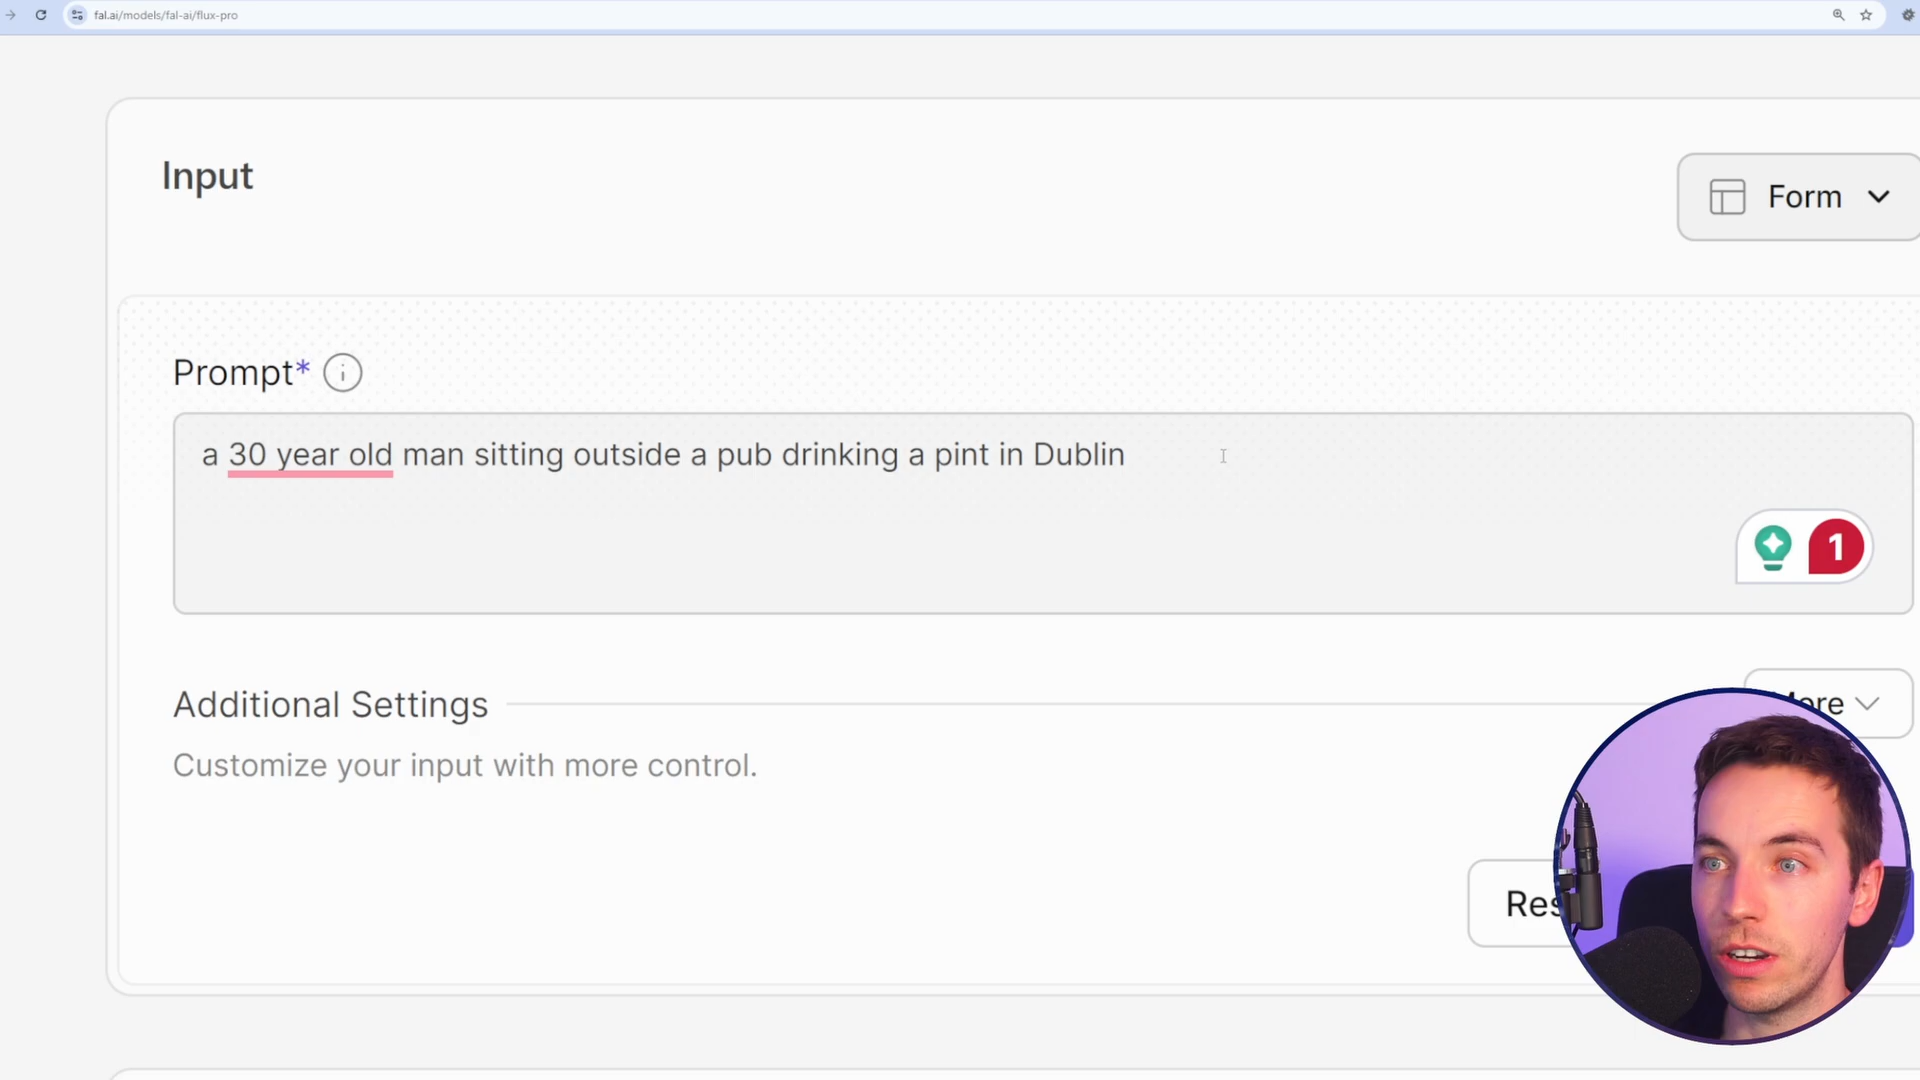 fal.ai/models/fal-ai/flux-pro
Input
Form
Prompt*
a 30 year old man sitting outside a pub drinking a pint in Dublin
1
Additional Settings
Customize your input with more control.